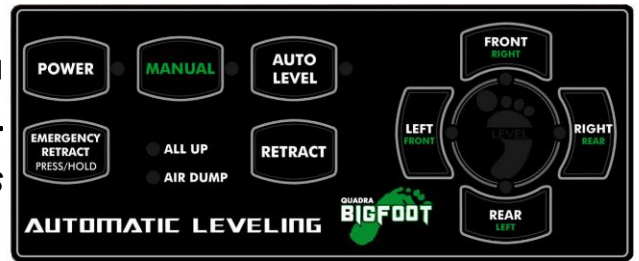 POWER
MANUAL
AUTO
LEVEL
EMERGENCY
RETRACT
PRESS/HOLD
ALL UP
AIR DUMP
RETRACT
AUTOMATIC LEVELING
QUADRA
BIGFOOT
FRONT
RIGHT
LEFT
FRONT
LEVEL
RIGHT
REAR
REAR
LEFT